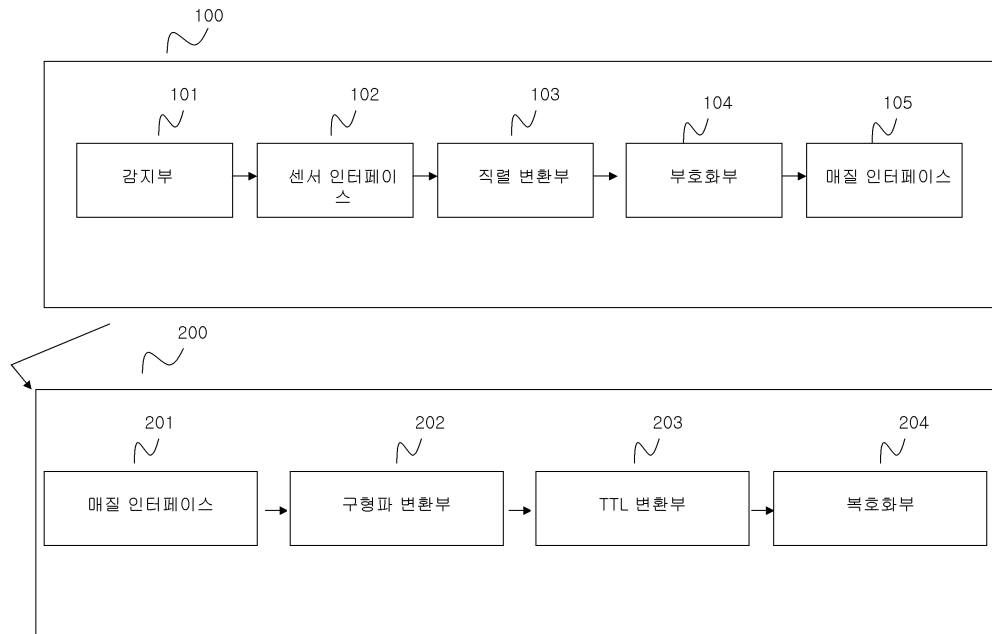 100
101
102
103
104
105
감지부
센서 인터페이
스
직렬 변환부
부호화부
매질 인터페이스
200
201
202
203
204
매질 인터페이스
구형파 변환부
TTL 변환부
복호화부